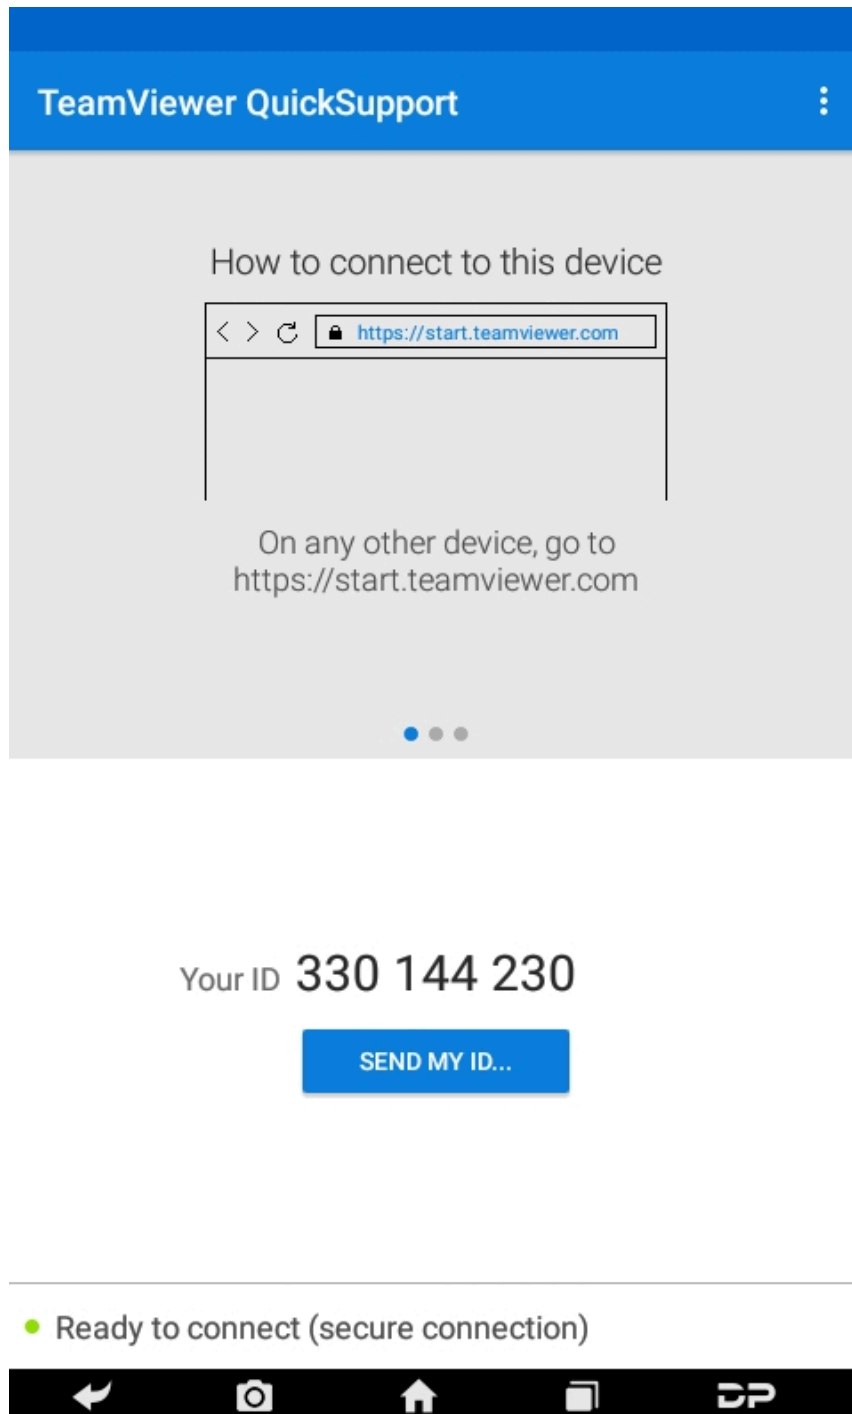 TeamViewer QuickSupport
How to connect to this device
https://start.teamviewer.com
On any other device, go to
https://start.teamviewer.com
Your ID 330 144 230
SEND MY ID...
Ready to connect (secure connection)
DP